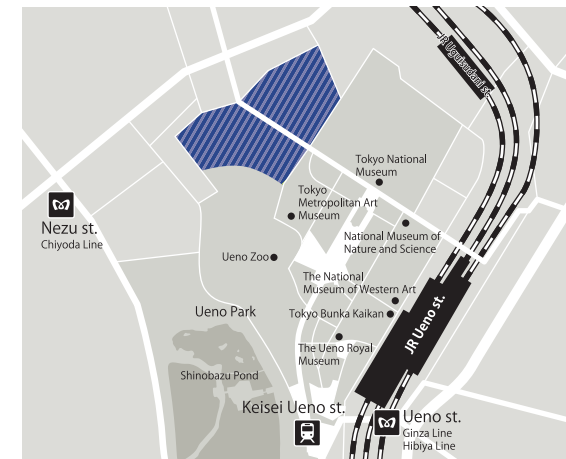 JR Uguisudani st.
Tokyo National
Museum
Tokyo
Metropolitan Art
Museum
Nezu st.
Chiyoda Line
National Museum of
Nature and Science
Ueno Zoo
The National
Museum of Western Art
Ueno Park
Tokyo Bunka Kaikan
JR Ueno st.
The Ueno Royal
Museum
Shinobazu Pond
Keisei Ueno st.
Ueno st.
Ginza Line
Hibiya Line